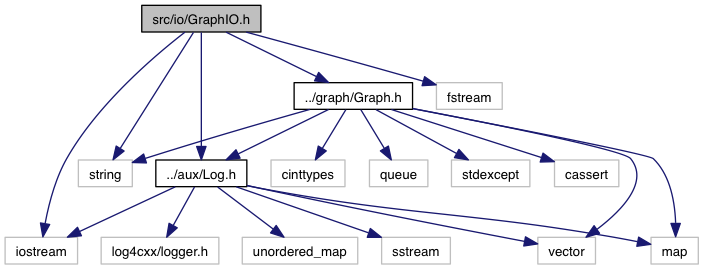 src/io/GraphIO.h
../graph/Graph.h
fstream
string
../aux/Log.h
cinttypes
queue
stdexcept
cassert
iostream
log4cxx/logger.h
unordered_map
sstream
vector
map